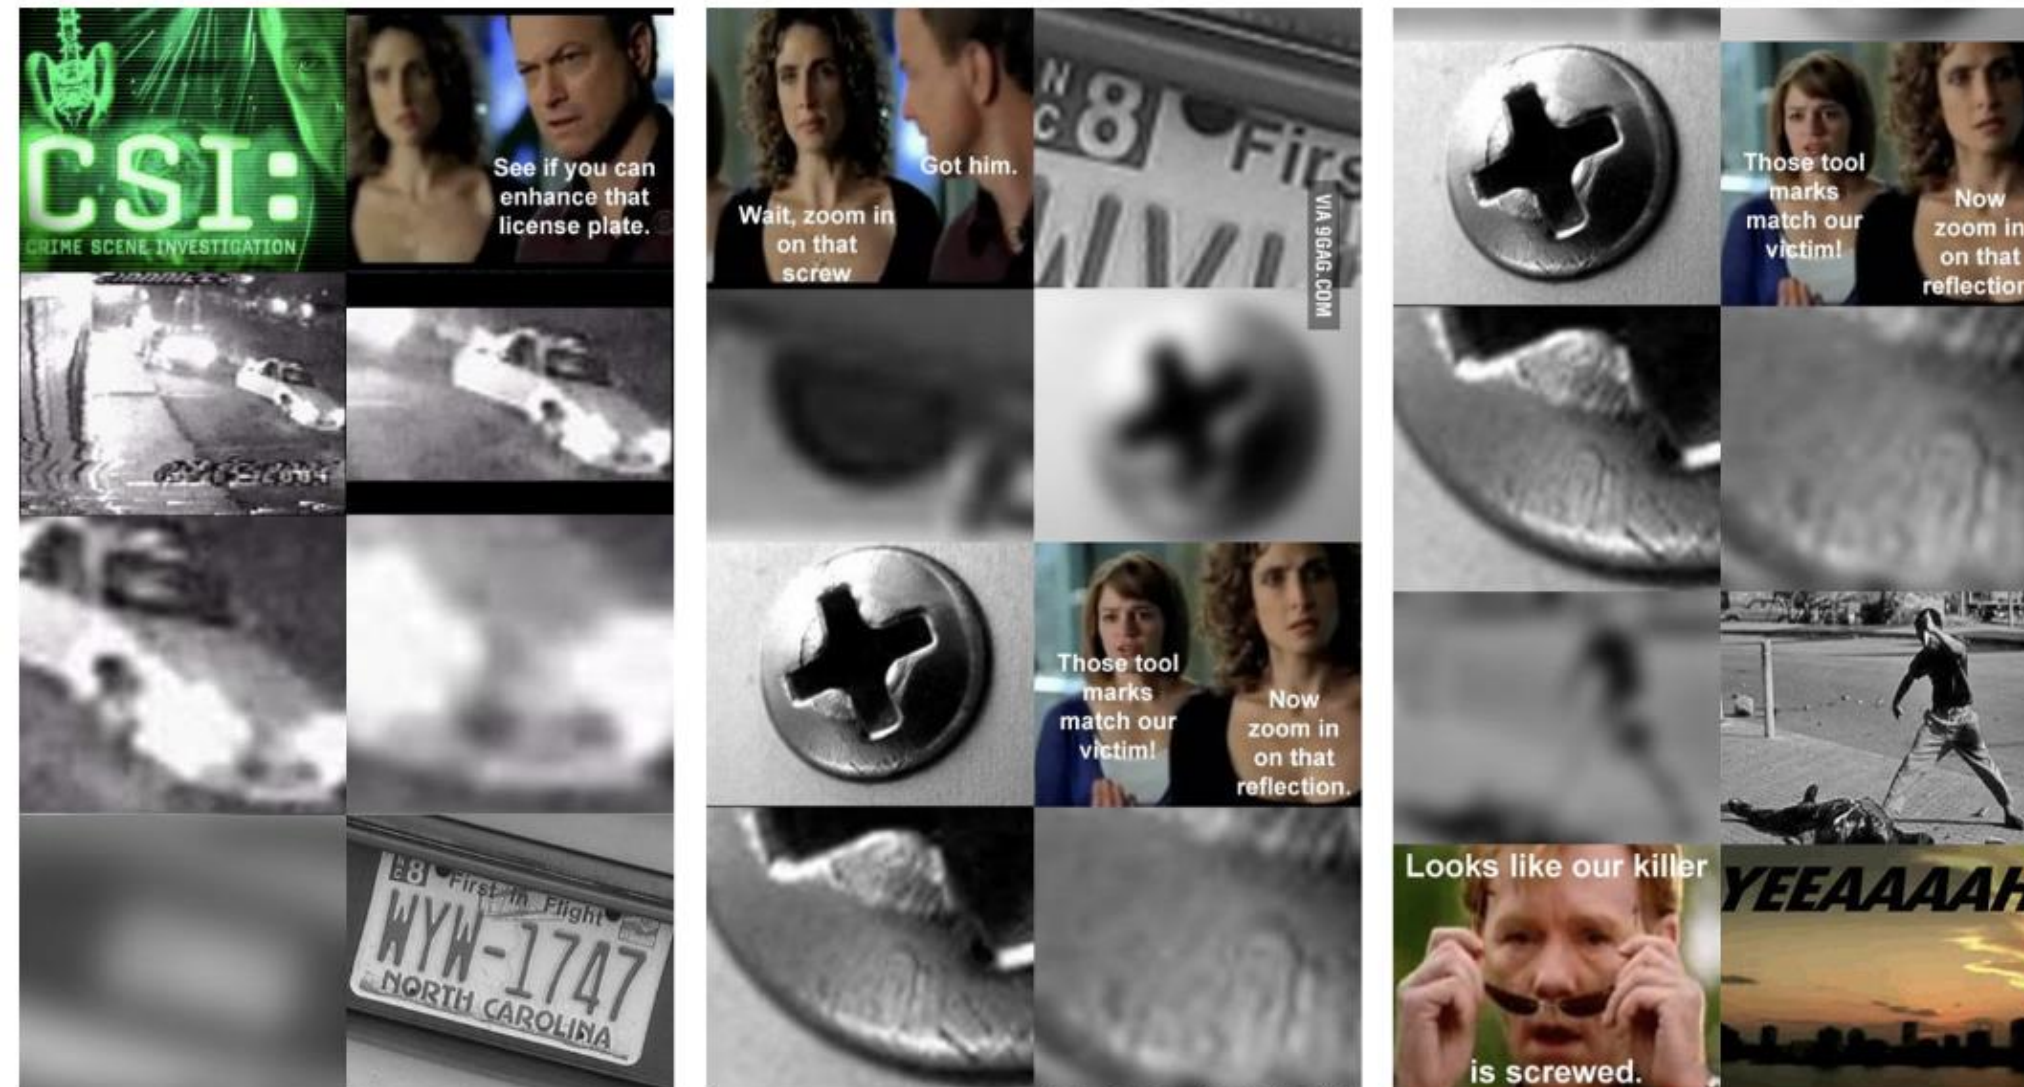 CSI:
CRIME SCENE INVESTIGATION
See if you can
enhance that
license plate.
8
First in Flight
WYW-1747
NORTH CAROLINA
Got him.
Wait, zoom in
on that
screw
N
C
8
Firs
VIA 9GAG.COM
Those tool
marks
match our
victim!
Now
zoom in
on that
reflection.
Those tool
marks
match our
victim!
Now
zoom in
on that
reflection
Looks like our killer
is screwed.
YEEAAAAH